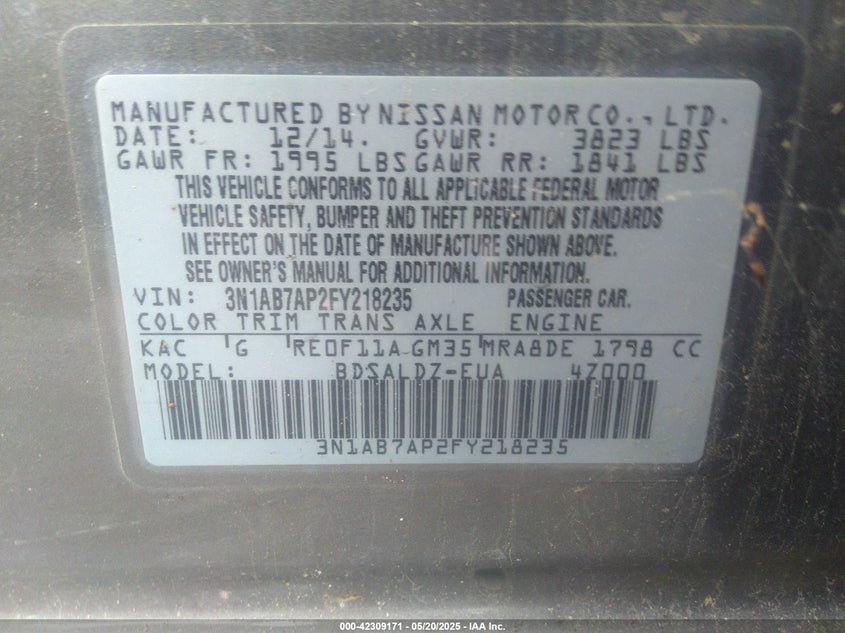 MANUFACTURED BY NISSAN MOTOR CO., LTD.
DATE: 12/14. GVWR: 3823 LBS
GAWR FR: 1995 LBS GAWR RR: 1841 LBS
THIS VEHICLE CONFORMS TO ALL APPLICABLE FEDERAL MOTOR
VEHICLE SAFETY, BUMPER AND THEFT PREVENTION STANDARDS
IN EFFECT ON THE DATE OF MANUFACTURE SHOWN ABOVE.
SEE OWNER'S MANUAL FOR ADDITIONAL INFORMATION.
VIN: 3N1AB7AP2FY218235 PASSENGER CAR.
COLOR TRIM TRANS AXLE ENGINE
KAC G RE0F11A GM35 MRA8DE 1798 CC
MODEL: BDSALDZ-EUA 4Z000
3N1AB7AP2FY218235
000-42309171 — 05/20/2025 — IAA Inc.